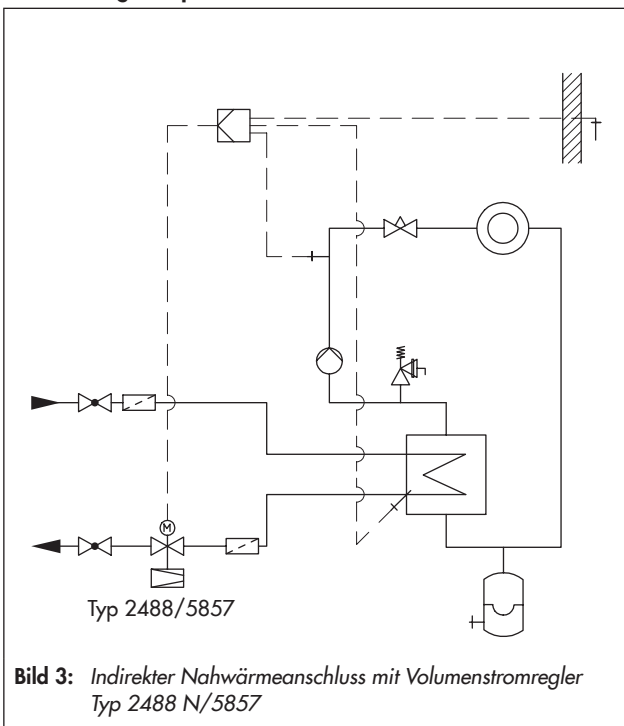 M
Typ 2488/5857
Bild 3: Indirekter Nahwärmeanschluss mit Volumenstromregler
Typ 2488 N/5857